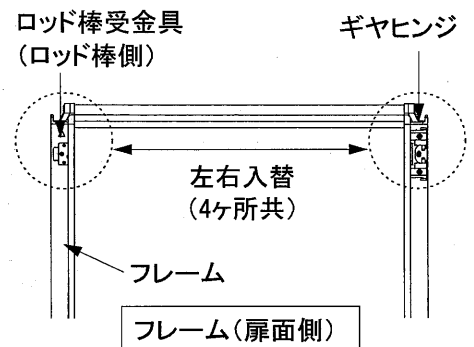 ロッド棒受金具
(ロッド棒側)
ギヤヒンジ
左右入替
(4ヶ所共)
フレーム
フレーム(扉面側)